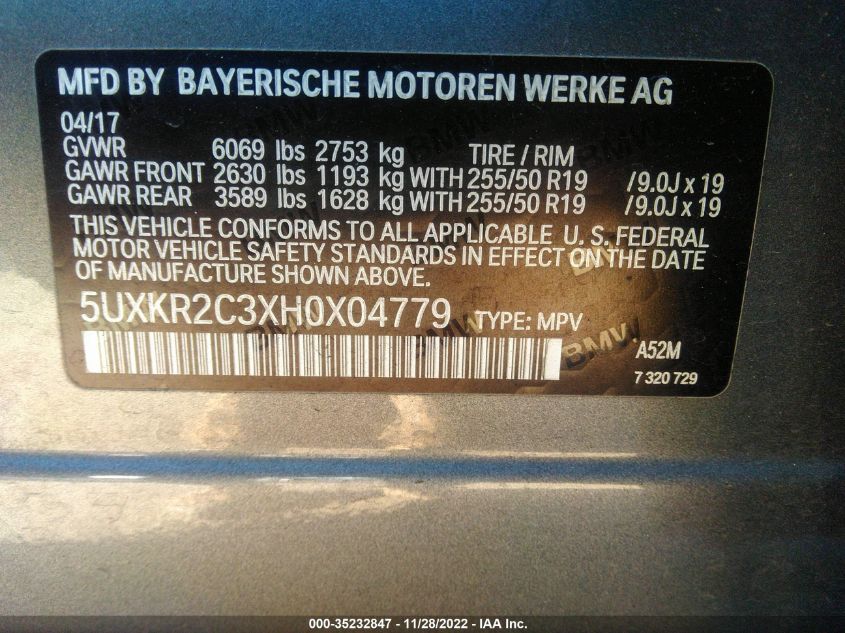 MFD BY BAYERISCHE MOTOREN WERKE AG
04/17
GVWR 6069 lbs 2753 kg TIRE / RIM
GAWR FRONT 2630 lbs 1193 kg WITH 255/50 R19 /9.0J x 19
GAWR REAR 3589 lbs 1628 kg WITH 255/50 R19 /9.0J x 19
THIS VEHICLE CONFORMS TO ALL APPLICABLE U. S. FEDERAL
MOTOR VEHICLE SAFETY STANDARDS IN EFFECT ON THE DATE
OF MANUFACTURE SHOWN ABOVE.
5UXKR2C3XH0X04779 TYPE: MPV
BMW
A52M
7 320 729
000-35232847 - 11/28/2022 - IAA Inc.